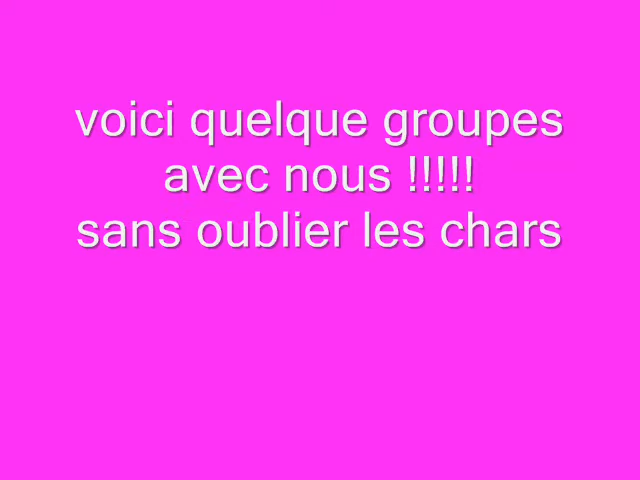 voici quelque groupes
avec nous !!!!!
sans oublier les chars